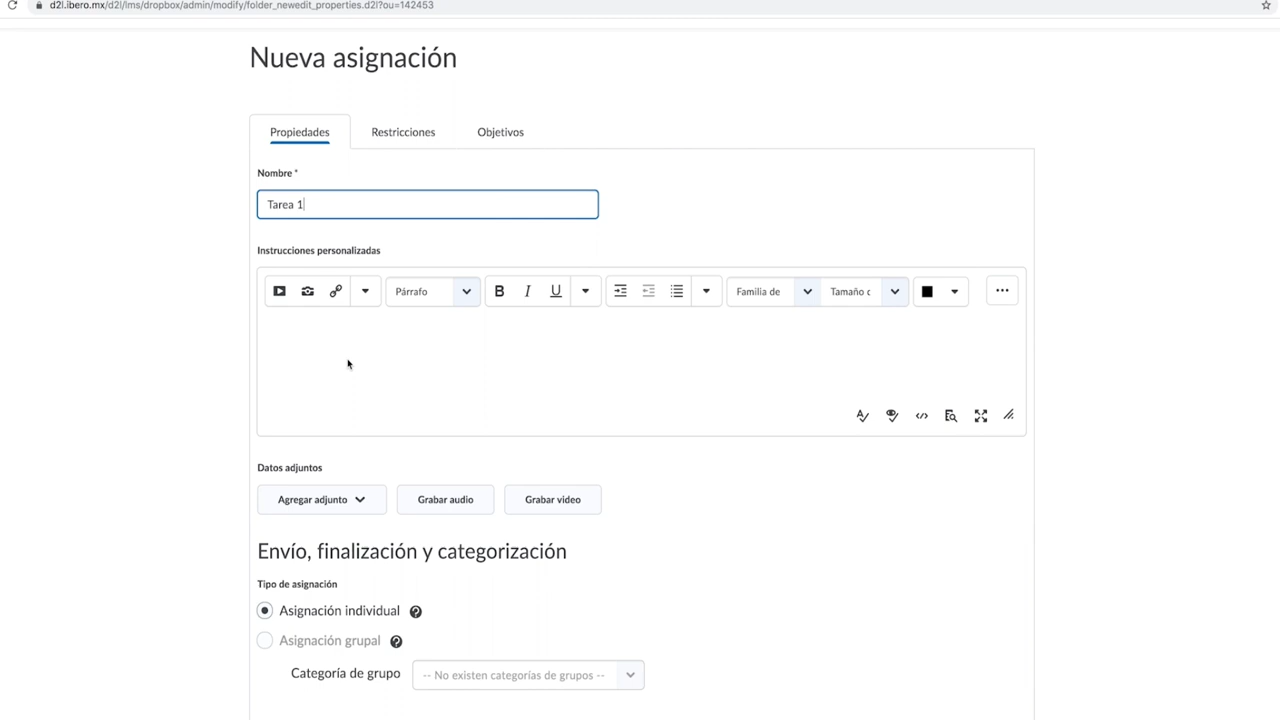 d2l.ibero.mx/d2l/lms/dropbox/admin/modify/folder_newedit_properties.d2l?ou=142453
Nueva asignación
Propiedades Restricciones Objetivos
Nombre *
Tarea 1
Instrucciones personalizadas
Párrafo B I U Familia de Tamaño c ...
Datos adjuntos
Agregar adjunto Grabar audio Grabar video
Envío, finalización y categorización
Tipo de asignación
Asignación individual ?
Asignación grupal ?
Categoría de grupo -- No existen categorías de grupos --